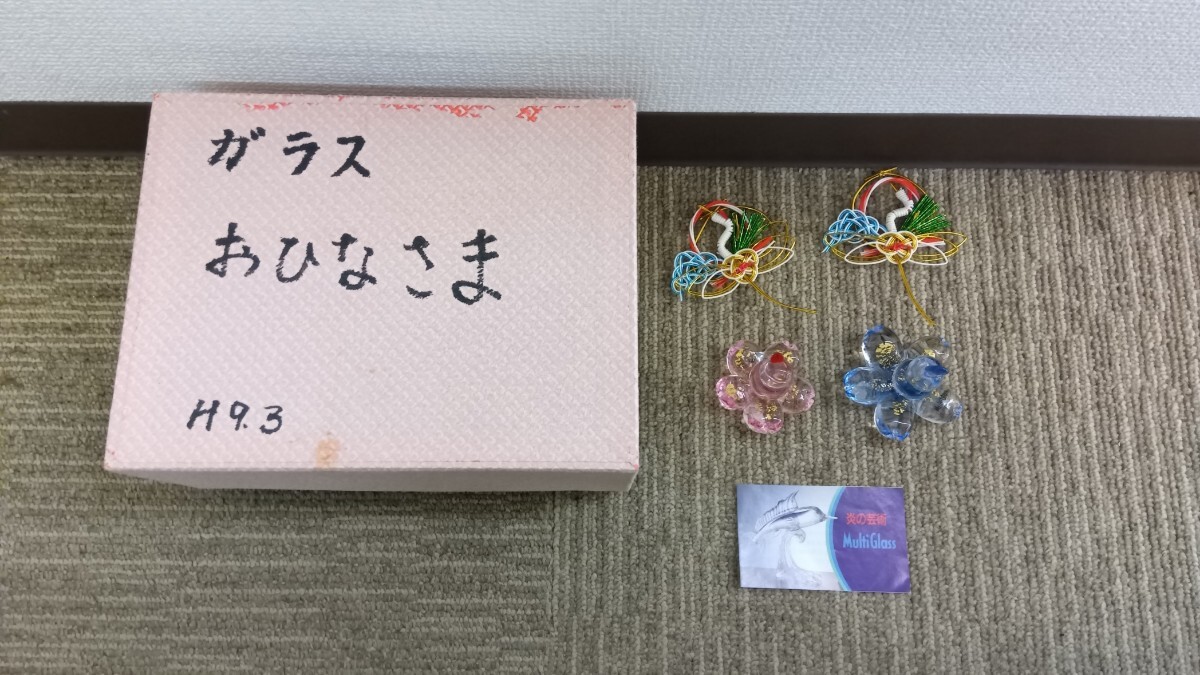 ガラス
おひなさま
H9.3
炎の芸術
MultiGlass